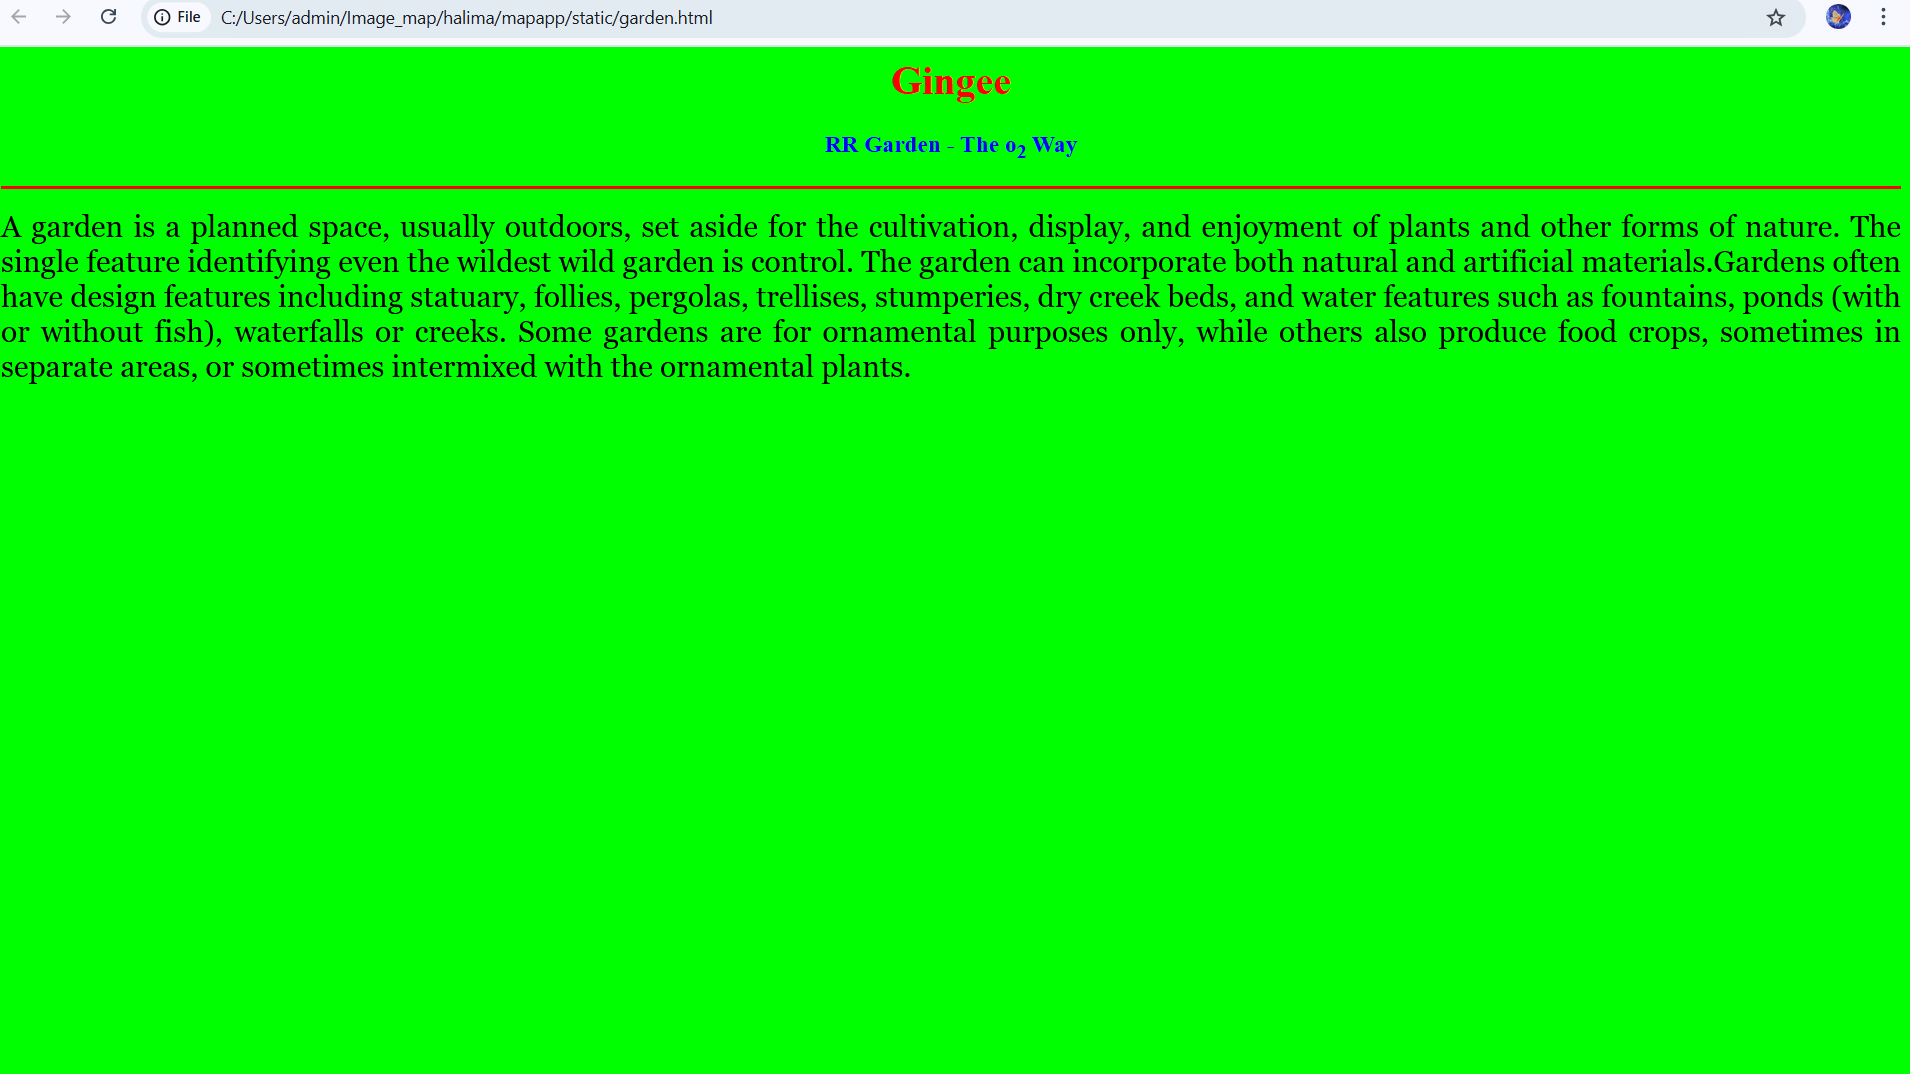 File C:/Users/admin/Image_map/halima/mapapp/static/garden.html
Gingee
RR Garden - The o₂ Way
A garden is a planned space, usually outdoors, set aside for the cultivation, display, and enjoyment of plants and other forms of nature. The
single feature identifying even the wildest wild garden is control. The garden can incorporate both natural and artificial materials.Gardens often
have design features including statuary, follies, pergolas, trellises, stumperies, dry creek beds, and water features such as fountains, ponds (with
or without fish), waterfalls or creeks. Some gardens are for ornamental purposes only, while others also produce food crops, sometimes in
separate areas, or sometimes intermixed with the ornamental plants.